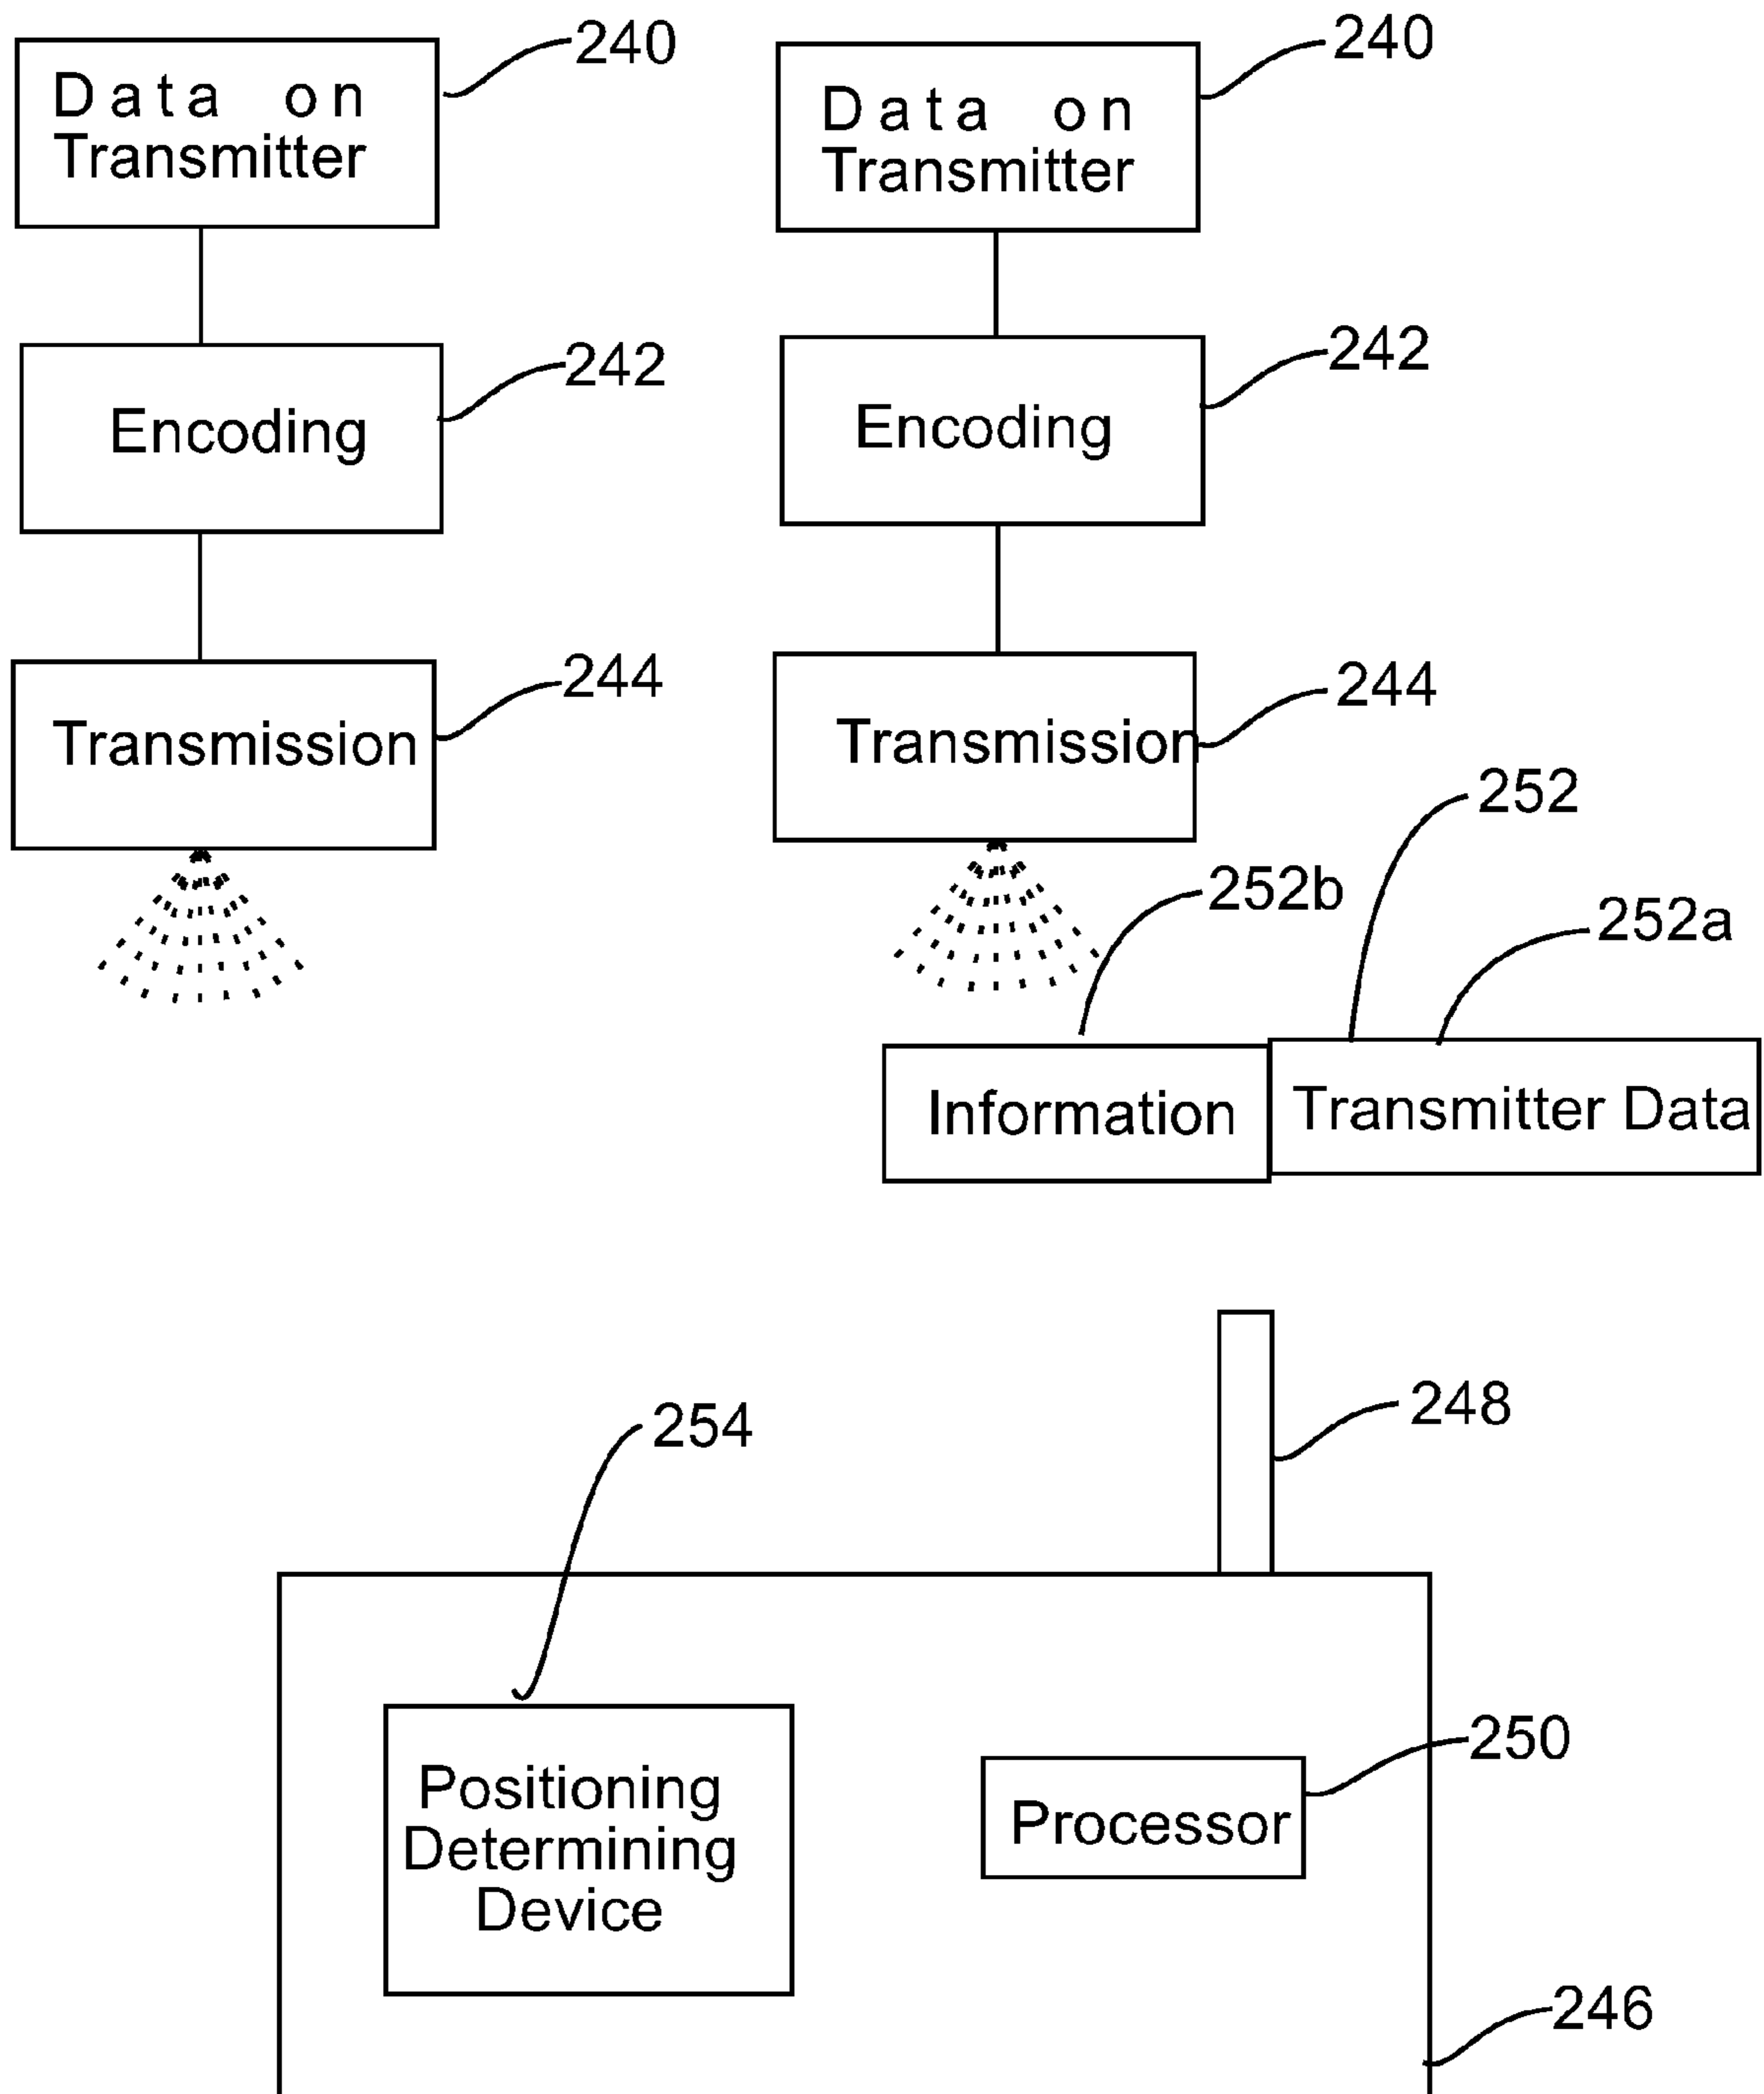 240
Data on
Transmitter
240
Data on
Transmitter
242
Encoding
242
Encoding
244
Transmission
244
Transmission
252
252b
252a
Information
Transmitter Data
248
254
250
Positioning
Determining
Device
Processor
246